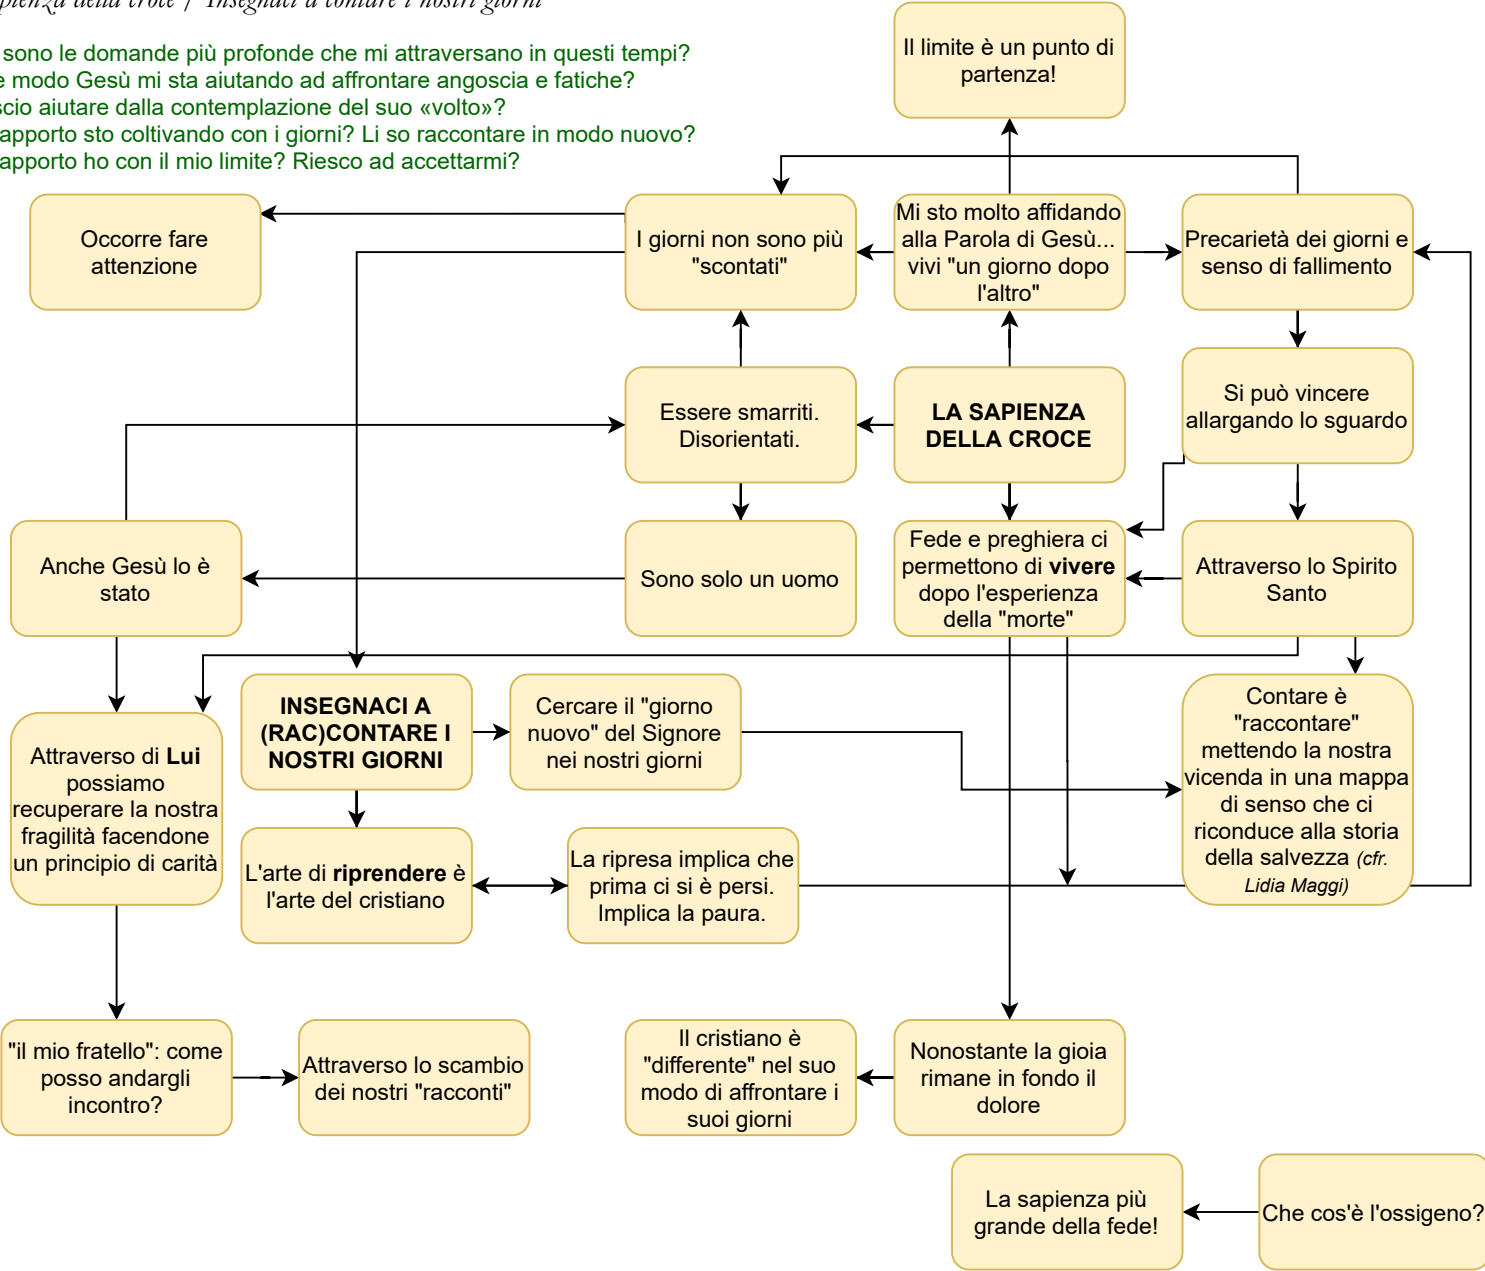 della croce / Insegnaci a contare i nostri giorni
sono le domande più profonde che mi attraversano in questi tempi?
modo Gesù mi sta aiutando ad affrontare angoscia e fatiche?
aiutare dalla contemplazione del suo «volto»?
sto coltivando con i giorni? Li so raccontare in modo nuovo?
ho con il mio limite? Riesco ad accettarmi?
Il limite è un punto di
partenza!
Occorre fare
attenzione
I giorni non sono più
"scontati"
Mi sto molto affidando
alla Parola di Gesù...
vivi "un giorno dopo
l'altro"
Precarietà dei giorni e
senso di fallimento
Essere smarriti.
Disorientati.
LA SAPIENZA
DELLA CROCE
Si può vincere
allargando lo sguardo
Anche Gesù lo è
stato
Sono solo un uomo
Fede e preghiera ci
permettono di vivere
dopo l'esperienza
della "morte"
Attraverso lo Spirito
Santo
Attraverso di Lui
possiamo
recuperare la nostra
fragilità facendone
un principio di carità
INSEGNACI A
(RAC)CONTARE I
NOSTRI GIORNI
Cercare il "giorno
nuovo" del Signore
nei nostri giorni
Contare è
"raccontare"
mettendo la nostra
vicenda in una mappa
di senso che ci
riconduce alla storia
della salvezza (cfr.
Lidia Maggi)
L'arte di riprendere è
l'arte del cristiano
La ripresa implica che
prima ci si è persi.
Implica la paura.
"il mio fratello": come
posso andargli
incontro?
Attraverso lo scambio
dei nostri "racconti"
Il cristiano è
"differente" nel suo
modo di affrontare i
suoi giorni
Nonostante la gioia
rimane in fondo il
dolore
La sapienza più
grande della fede!
Che cos'è l'ossigeno?